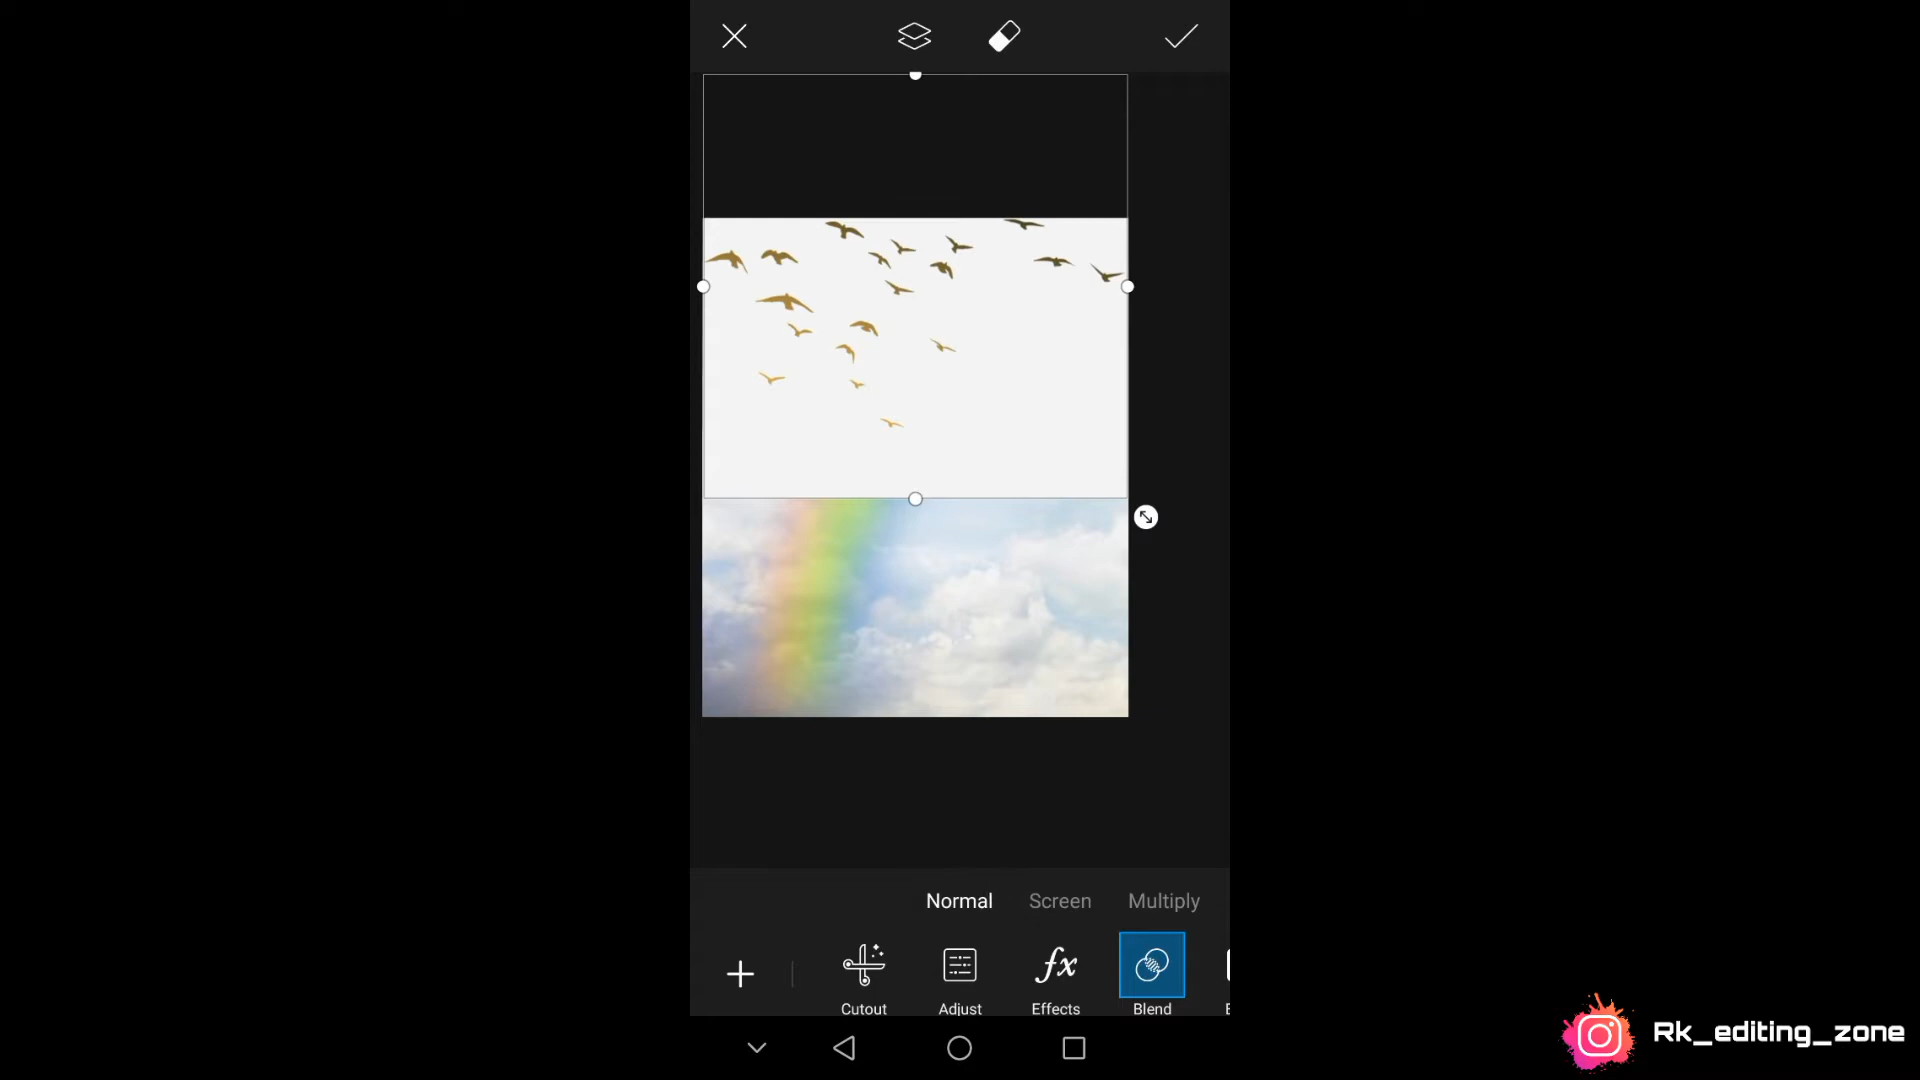 Normal Screen Multiply
Cutout Adjust Effects Blend
Rk_editing_zone